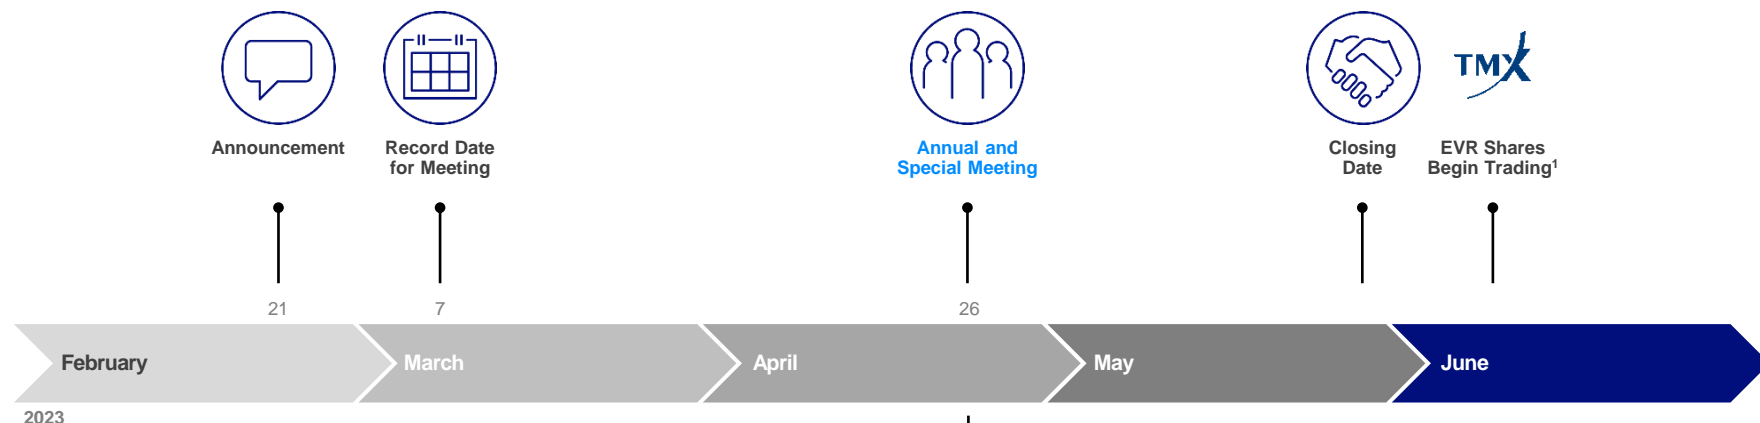 TMX
Announcement
Record Date
for Meeting
Annual and
Special Meeting
Closing
Date
EVR Shares
Begin Trading1
21
7
26
February
March
April
May
June
2023